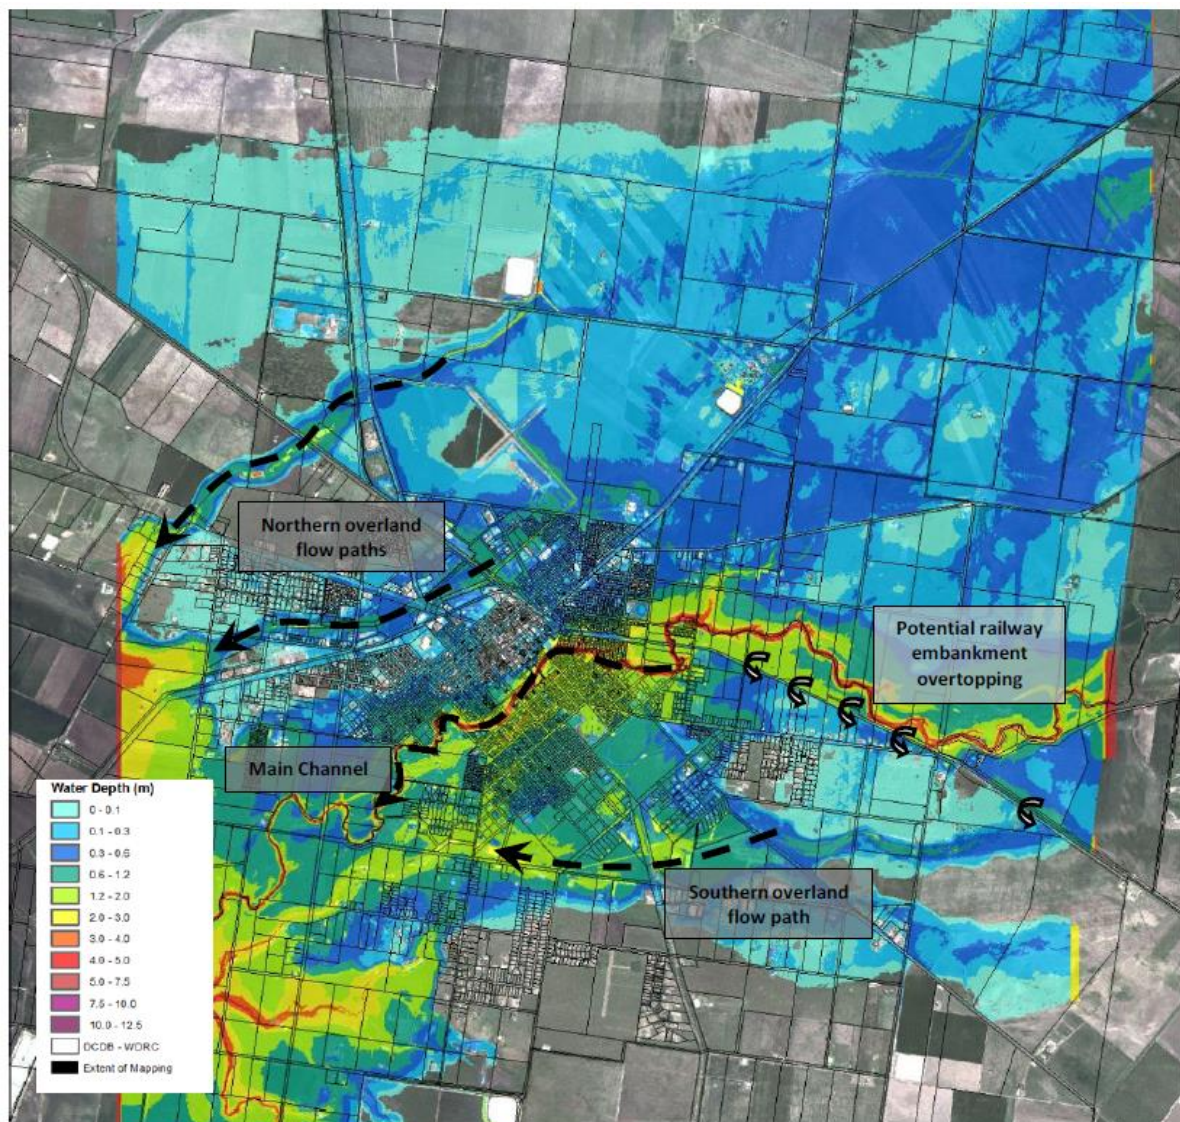 Northern overland
flow paths
Potential railway
embankment
overtopping
Main Channel
Southern overland
flow path
Water Depth (m)
0 - 0.1
0.1 - 0.3
0.3 - 0.6
0.6 - 1.2
1.2 - 2.0
2.0 - 3.0
3.0 - 4.0
4.0 - 5.0
5.0 - 7.5
7.5 - 10.0
10.0 - 12.5
DCDB - WDRC
Extent of Mapping